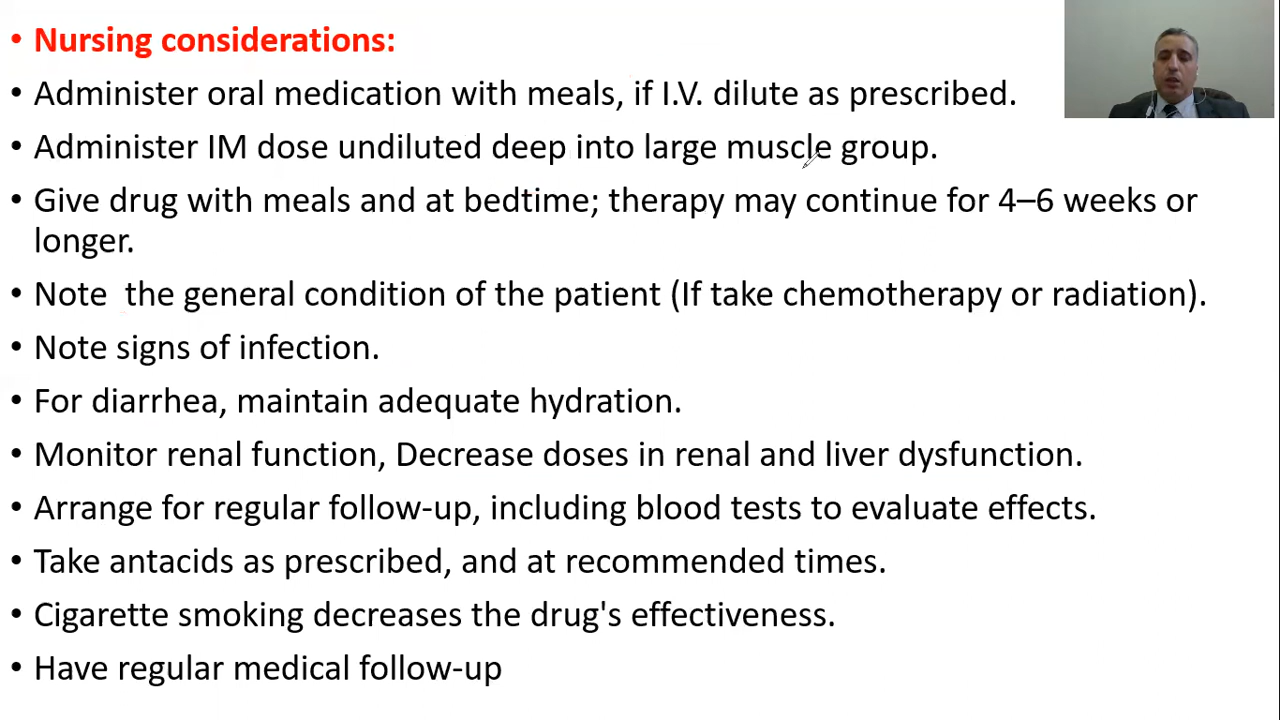 • Nursing considerations:
• Administer oral medication with meals, if I.V. dilute as prescribed.
• Administer IM dose undiluted deep into large muscle group.
• Give drug with meals and at bedtime; therapy may continue for 4–6 weeks or
longer.
• Note  the general condition of the patient (If take chemotherapy or radiation).
• Note signs of infection.
• For diarrhea, maintain adequate hydration.
• Monitor renal function, Decrease doses in renal and liver dysfunction.
• Arrange for regular follow-up, including blood tests to evaluate effects.
• Take antacids as prescribed, and at recommended times.
• Cigarette smoking decreases the drug's effectiveness.
• Have regular medical follow-up